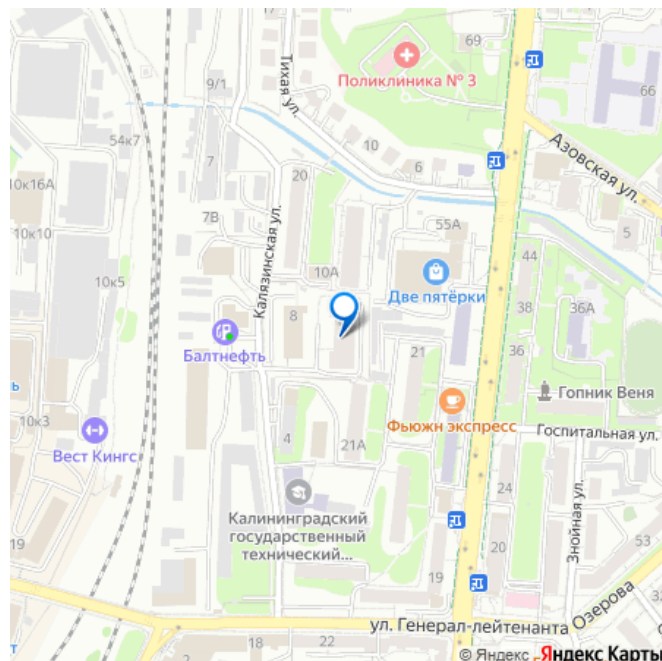 69
Поликлиника № 3
66
Тихая ул.
9/1
54к7
10
6
Азовская ул.
7
20
10к16А
7В
55А
5
10к10
Калязинская ул.
44
10А
10к5
Две пятёрки
38
36А
8
Балтнефть
21
36
Гопник Веня
10к3
Фьюжн экспресс
Госпитальная ул.
Вест Кингс
4
21А
24
Калининградский
государственный
технический...
Знойная ул.
19
20
53
19
ул. Генерал-лейтенанта Озерова
2
18
22
© Яндекс Яндекс Карты